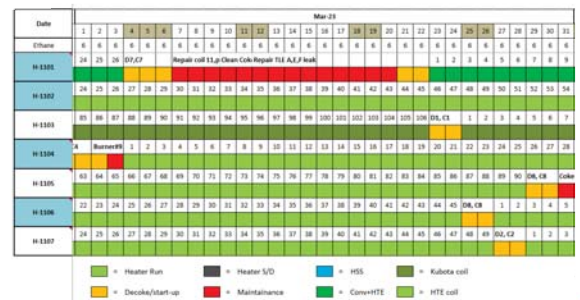 Date Mar-23
1 2 3 4 5 6 7 8 9 10 11 12 13 14 15 16 17 18 19 20 21 22 23 24 25 26 27 28 29 30 31
Ethane 6 6 6 6 6 6 6 6 6 6 6 6 6 6 6 6 6 6 6 6 6 6 6 6 6 6 6 6 6 6 6
H-1101 24 25 26 D7,C7 Repair coil 11,p Clean Repair TLE A,E,F leak 1 2 3 4 5 6 7 8 9
H-1102 24 25 26 27 28 29 30 31 32 33 34 35 36 37 38 39 40 41 42 43 44 45 46 47 48 49 50 51 52 53 54
H-1103 85 86 87 88 89 90 91 92 93 94 95 96 97 98 99 100 101 102 103 104 105 106 D1, C1 1 2 3 4 5 6 7
H-1104 Burner#9 1 2 3 4 5 6 7 8 9 10 11 12 13 14 15 16 17 18 19 20 21 22 23 24 25 26 27 28
H-1105 63 64 65 66 67 68 69 70 71 72 73 74 75 76 77 78 79 80 81 82 83 84 85 86 87 88 89 90 D8, C8 Coke
H-1106 22 23 24 25 26 27 28 29 30 31 32 33 34 35 36 37 38 39 40 41 42 43 44 45 D8, C8 1 2 3 4 5
H-1107 24 25 26 27 28 29 30 31 32 33 34 35 36 37 38 39 40 41 42 43 44 45 46 47 48 49 D2, C2 1 2 3
= Heater Run = Heater S/D = HSS = Kubota coil
= Decoke/start-up = Maintainance = Conv+HTE = HTE coil